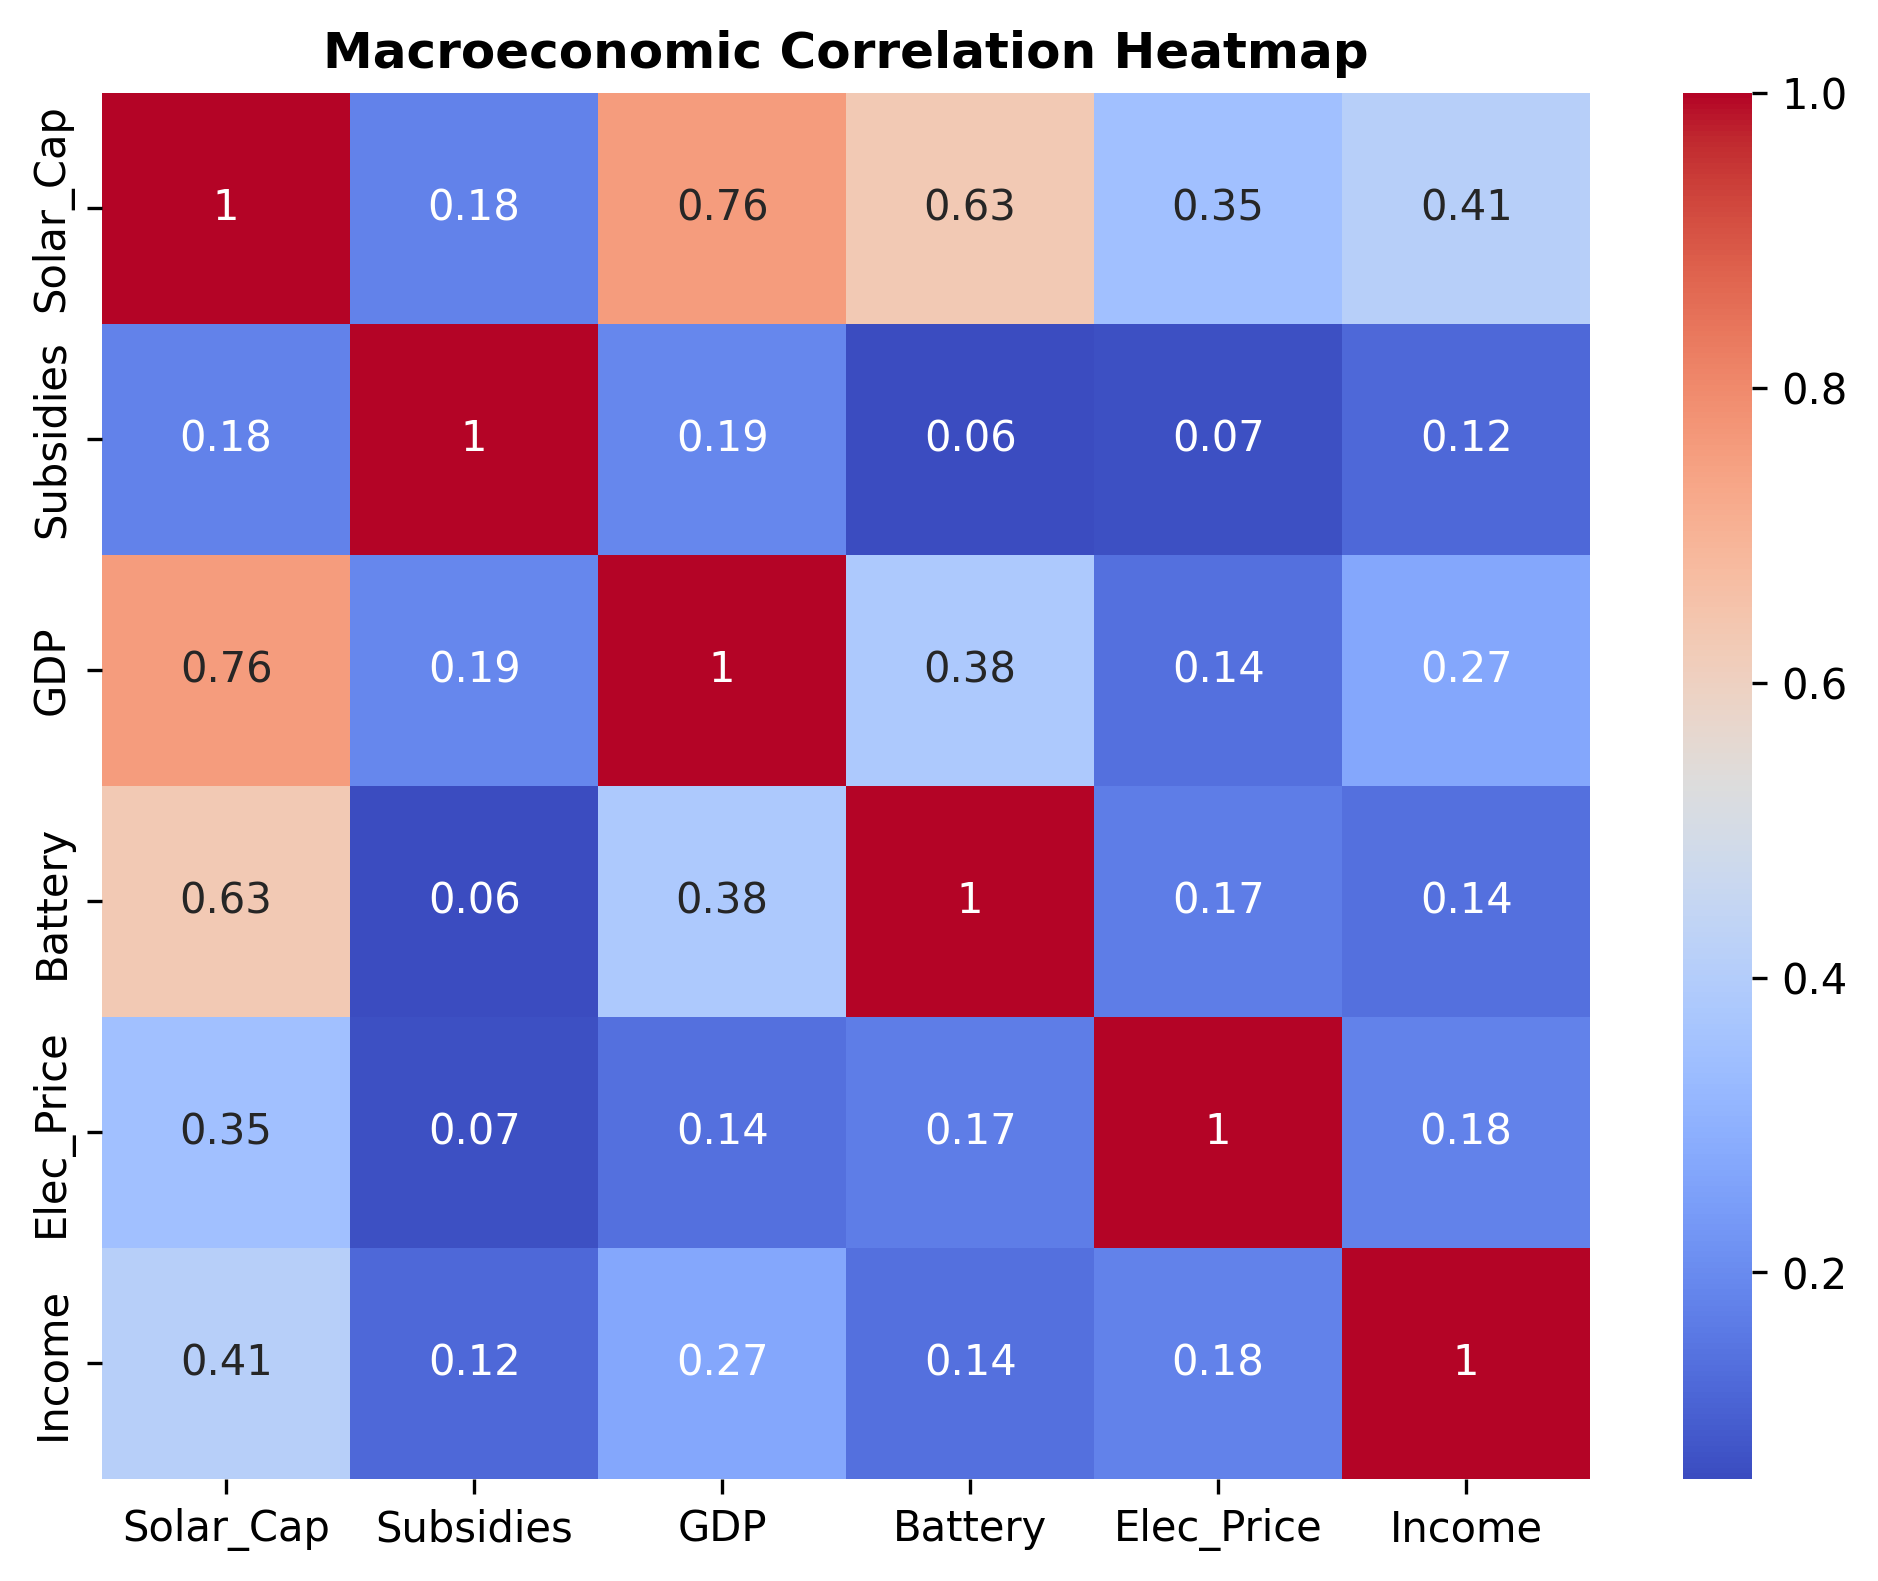 Macroeconomic Correlation Heatmap
Solar_Cap 1 0.18 0.76 0.63 0.35 0.41
Subsidies 0.18 1 0.19 0.06 0.07 0.12
GDP 0.76 0.19 1 0.38 0.14 0.27
Battery 0.63 0.06 0.38 1 0.17 0.14
Elec_Price 0.35 0.07 0.14 0.17 1 0.18
Income 0.41 0.12 0.27 0.14 0.18 1
Solar_Cap Subsidies GDP Battery Elec_Price Income
1.0
0.8
0.6
0.4
0.2